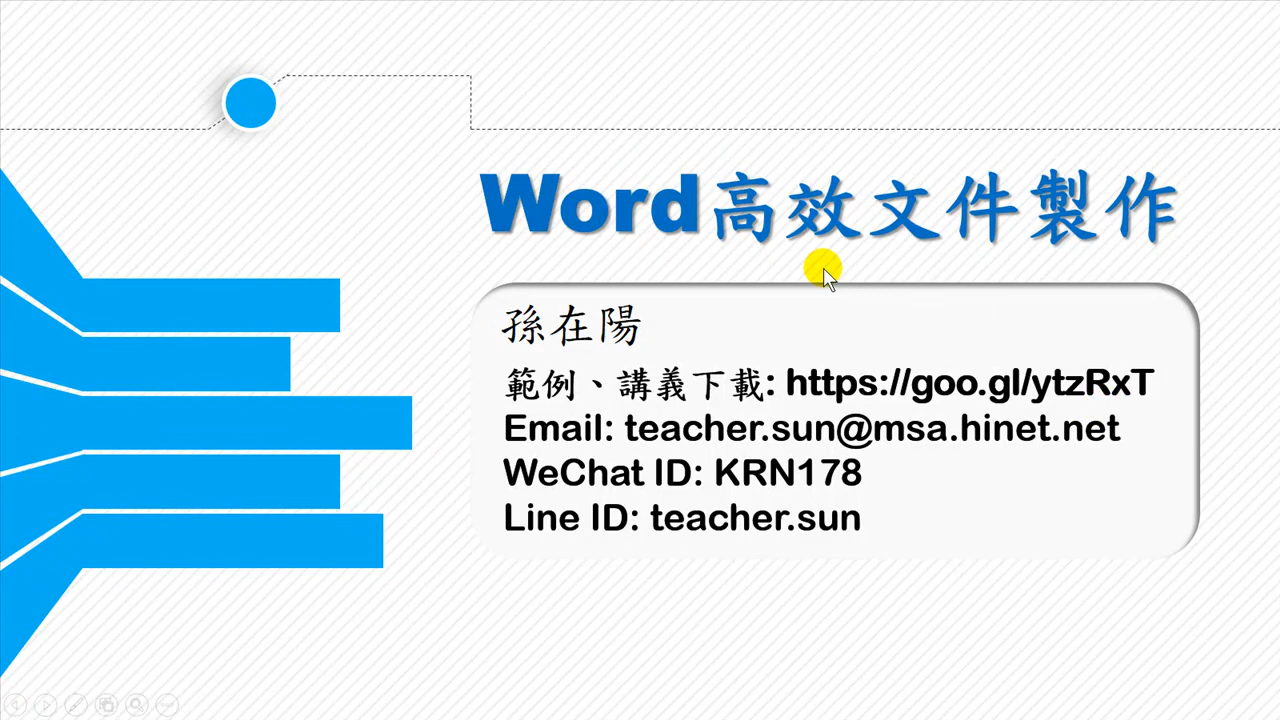 Word高效文件製作
孫在陽
範例、講義下載: https://goo.gl/ytzRxT
Email: teacher.sun@msa.hinet.net
WeChat ID: KRN178
Line ID: teacher.sun